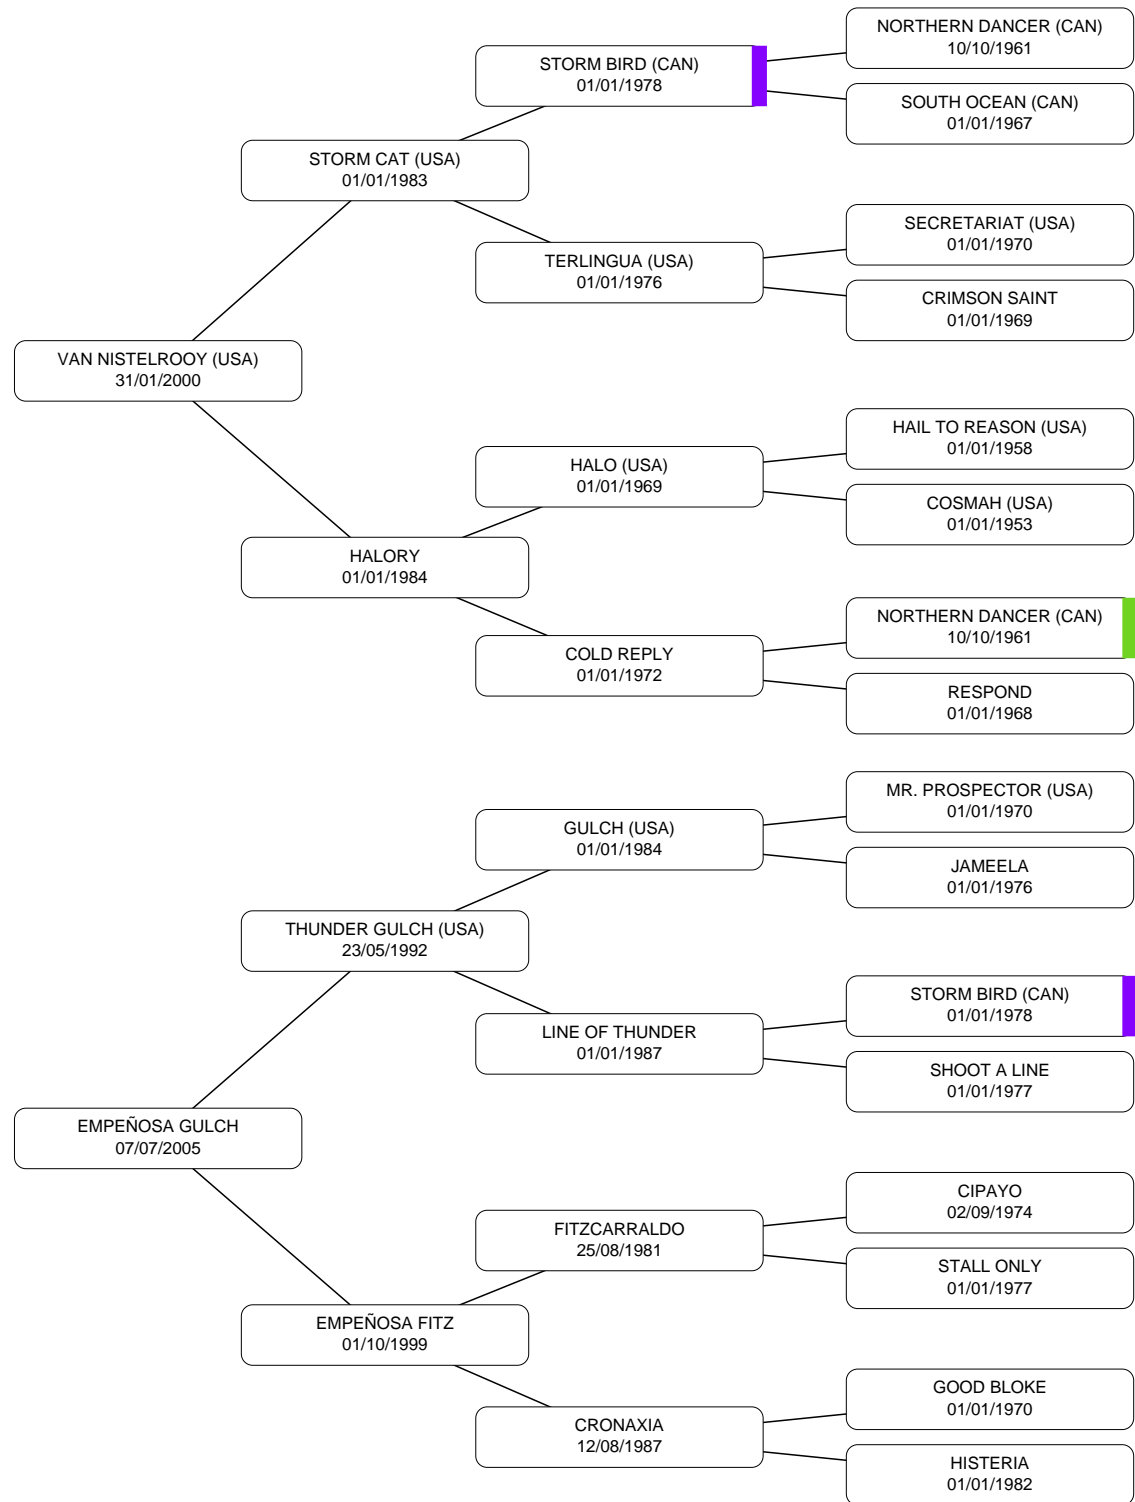 NORTHERN DANCER (CAN)
10/10/1961
STORM BIRD (CAN)
01/01/1978
SOUTH OCEAN (CAN)
01/01/1967
STORM CAT (USA)
01/01/1983
SECRETARIAT (USA)
01/01/1970
TERLINGUA (USA)
01/01/1976
CRIMSON SAINT
01/01/1969
VAN NISTELROOY (USA)
31/01/2000
HAIL TO REASON (USA)
01/01/1958
HALO (USA)
01/01/1969
COSMAH (USA)
01/01/1953
HALORY
01/01/1984
NORTHERN DANCER (CAN)
10/10/1961
COLD REPLY
01/01/1972
RESPOND
01/01/1968
MR. PROSPECTOR (USA)
01/01/1970
GULCH (USA)
01/01/1984
JAMEELA
01/01/1976
THUNDER GULCH (USA)
23/05/1992
STORM BIRD (CAN)
01/01/1978
LINE OF THUNDER
01/01/1987
SHOOT A LINE
01/01/1977
EMPEÑOSA GULCH
07/07/2005
CIPAYO
02/09/1974
FITZCARRALDO
25/08/1981
STALL ONLY
01/01/1977
EMPEÑOSA FITZ
01/10/1999
GOOD BLOKE
01/01/1970
CRONAXIA
12/08/1987
HISTERIA
01/01/1982